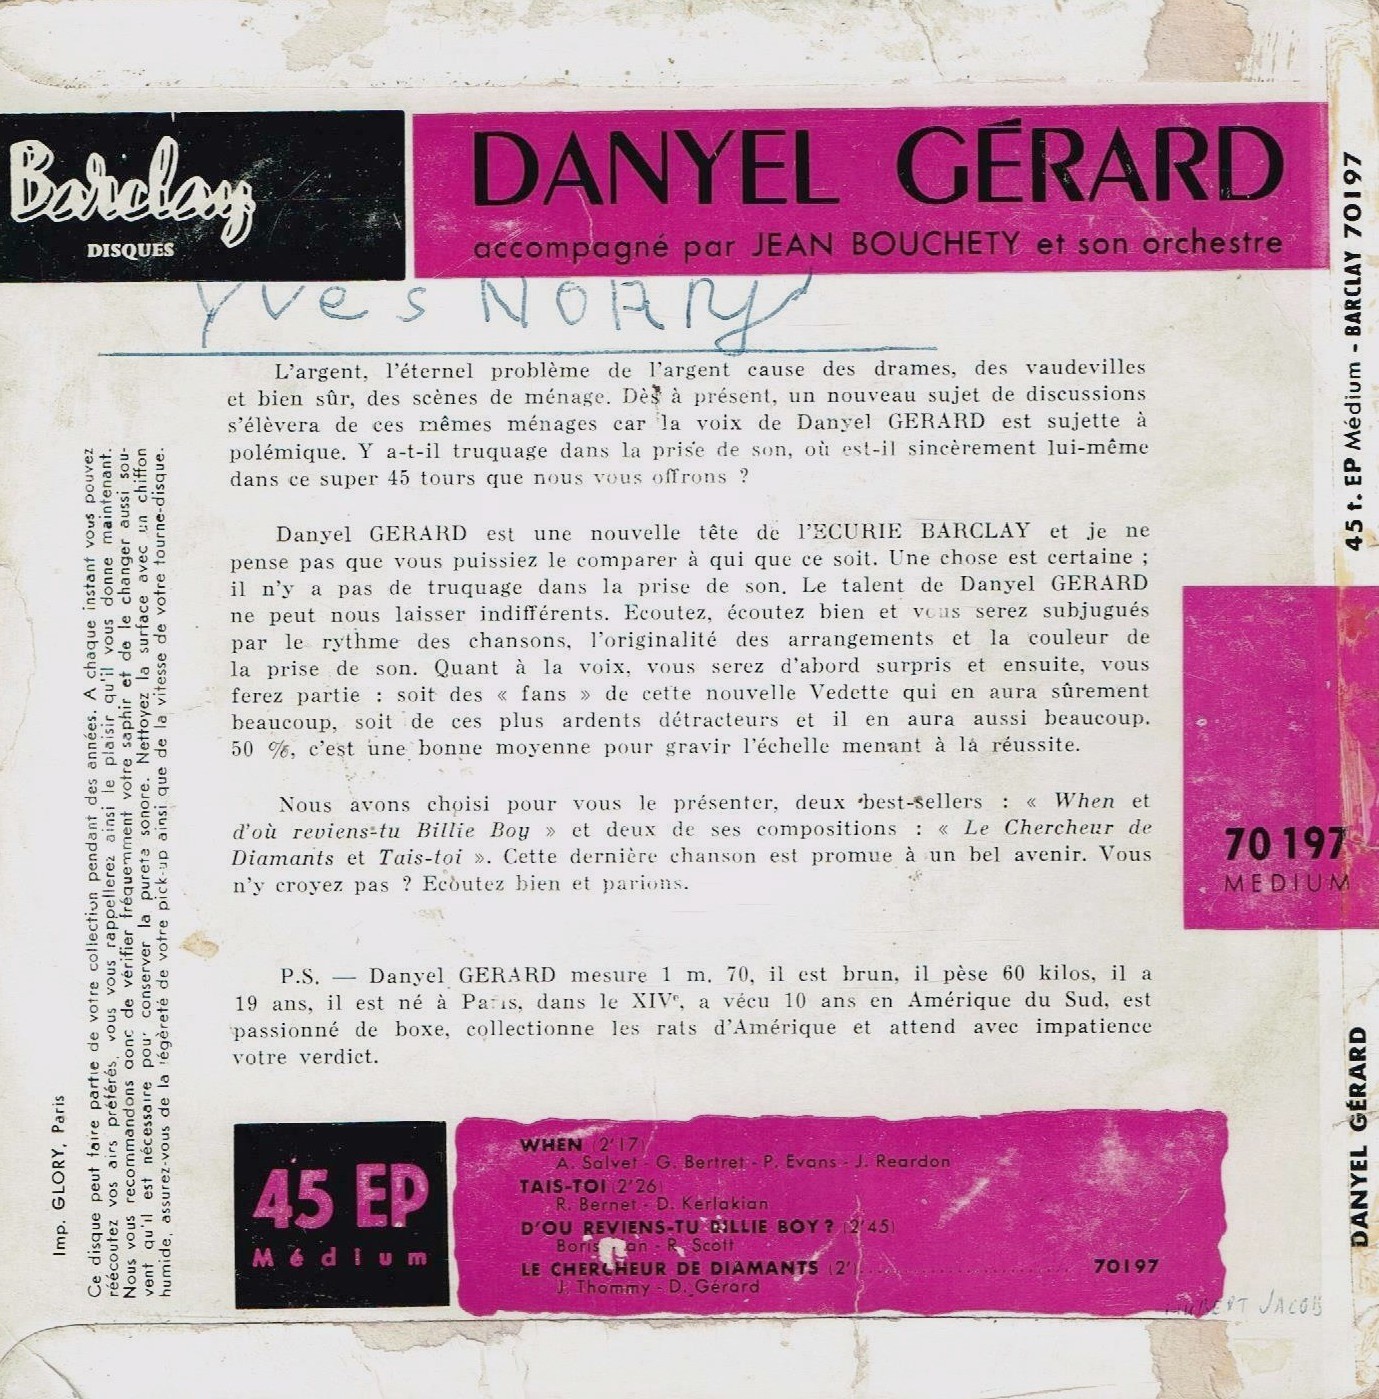 Barclay
DISQUES
DANYEL GÉRARD
accompagné par JEAN BOUCHETY et son orchestre
Yves
L'argent, l'éternel problème de l'argent cause des drames, des vaudevilles
et bien sûr, des scènes de ménage. Dès à présent, un nouveau sujet de discussions
s'élèvera de ces mêmes ménages car la voix de Danyel GERARD est sujette à
polémique. Y a-t-il truquage dans la prise de son, où est-il sincèrement lui-même
dans ce super 45 tours que nous vous offrons ?
Danyel GERARD est une nouvelle tête de l'ECURIE BARCLAY et je ne
pense pas que vous puissiez le comparer à qui que ce soit. Une chose est certaine ;
il n'y a pas de truquage dans la prise de son. Le talent de Danyel GERARD
ne peut nous laisser indifférents. Ecoutez, écoutez bien et vous serez subjugués
par le rythme des chansons, l'originalité des arrangements et la couleur de
la prise de son. Quant à la voix, vous serez d'abord surpris et ensuite, vous
ferez partie : soit des « fans » de cette nouvelle Vedette qui en aura sûrement
beaucoup, soit de ces plus ardents détracteurs et il en aura aussi beaucoup.
50 %, c'est une bonne moyenne pour gravir l'échelle menant à la réussite.
Nous avons choisi pour vous le présenter, deux best-sellers : « When et
d'où reviens-tu Billie Boy » et deux de ses compositions : « Le Chercheur de
Diamants et Tais-toi ». Cette dernière chanson est promue à un bel avenir. Vous
n'y croyez pas ? Ecoutez bien et parions.
P.S. — Danyel GERARD mesure 1 m. 70, il est brun, il pèse 60 kilos, il a
19 ans, il est né à Paris, dans le XIVe, a vécu 10 ans en Amérique du Sud, est
passionné de boxe, collectionne les rats d'Amérique et attend avec impatience
votre verdict.
45 EP
Médium
WHEN (2'17)
A. Salvet - G. Bertret - P. Evans - J. Reardon
TAIS-TOI (2'26)
R. Bernet - D. Kerlakian
D'OU REVIENS-TU BILLIE BOY ? (2'45)
Boris - R. Scott
LE CHERCHEUR DE DIAMANTS (2') 70197
J. Thommy - D. Gérard
HUBERT JACOB
70 197
MEDIUM
45 t. EP Médium - BARCLAY 70197
DANYEL GÉRARD
Imp. GLORY, Paris
Ce disque peut faire partie de votre collection pendant des années. A chaque instant vous pouvez
réécoutez vos airs préférés, vous vous rappellerez ainsi le plaisir qu'il vous donne maintenant.
Nous vous recommandons donc de vérifier fréquemment votre saphir et de le changer aussi sou-
vent qu'il est nécessaire pour conserver la pureté sonore. Nettoyez la surface avec un chiffon
humide, assurez-vous de la légèreté de votre pick-up ainsi que de la vitesse de votre tourne-disque.